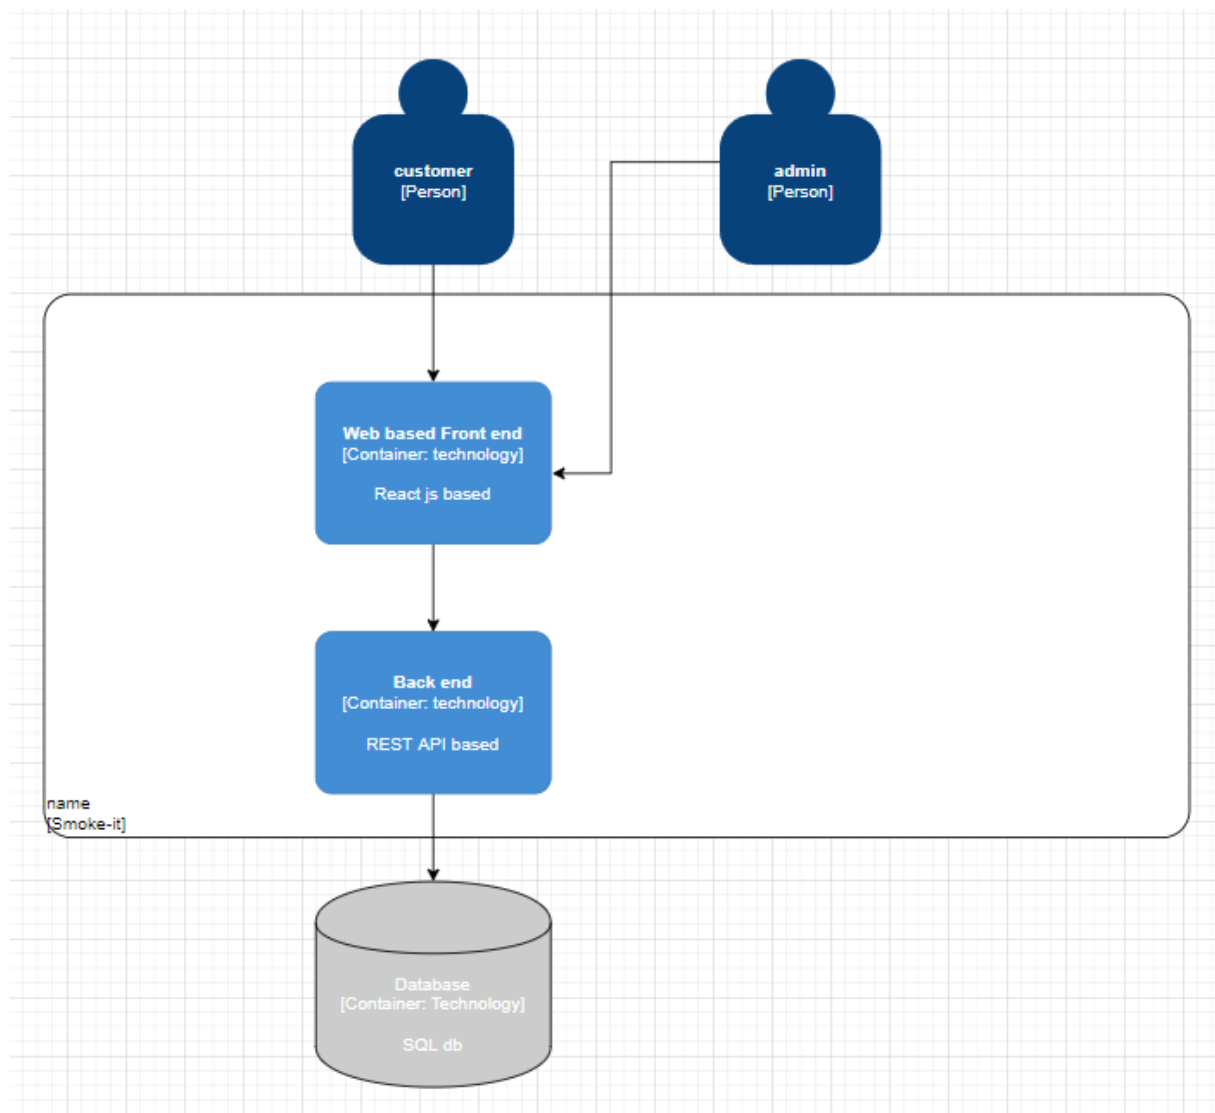 customer
[Person]
admin
[Person]
Web based Front end
[Container: technology]
React js based
Back end
[Container: technology]
REST API based
name
[Smoke-it]
Database
[Container: Technology]
SQL db